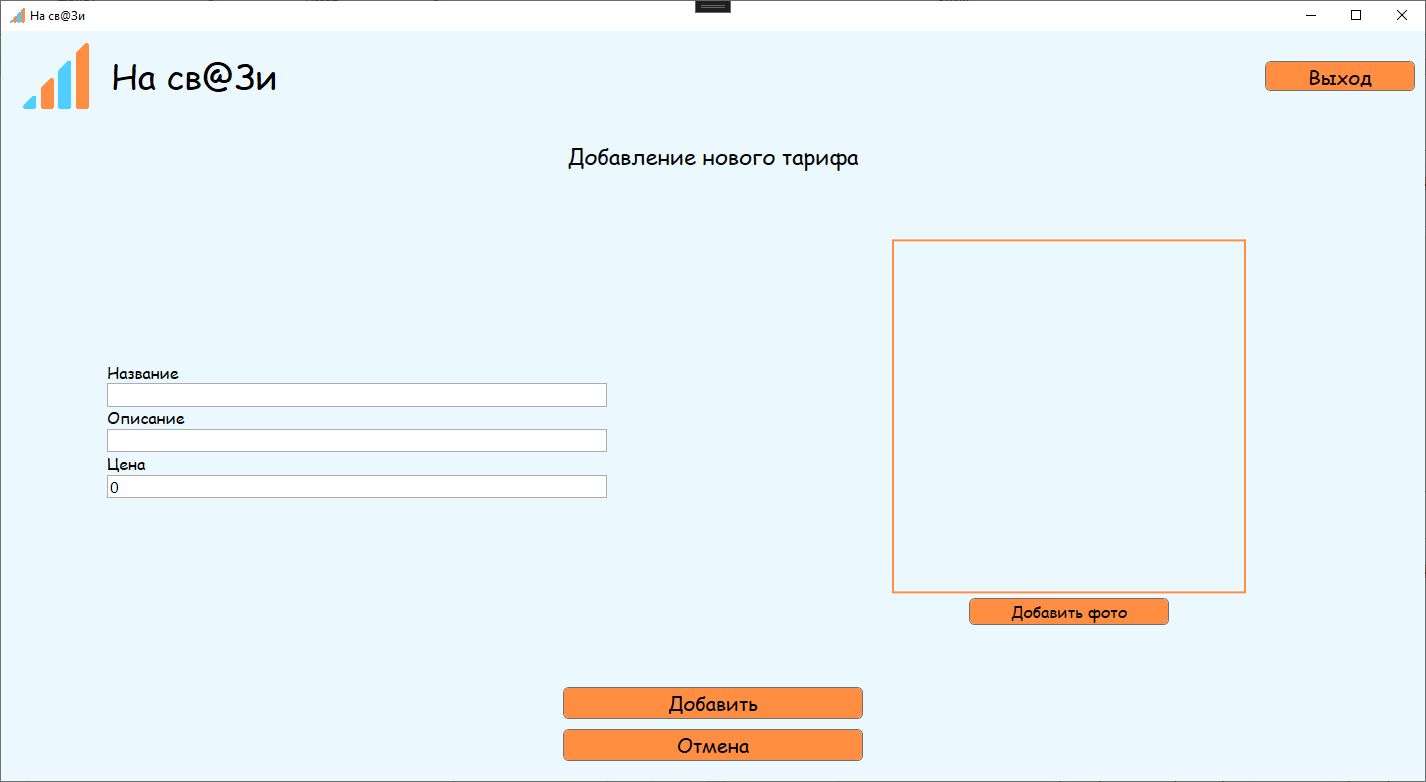 На св@Зи
На св@Зи
Выход
Добавление нового тарифа
Название
Описание
Цена
0
Добавить фото
Добавить
Отмена